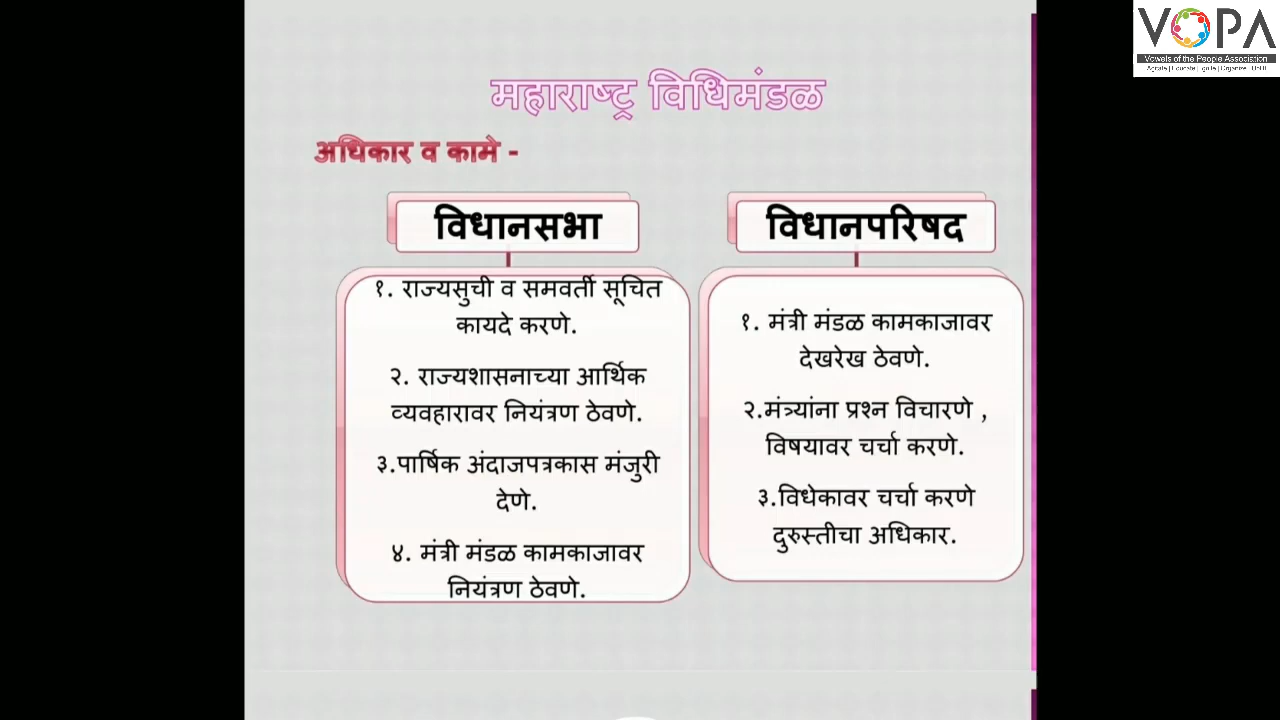 VOPA
Vowels of the People Association
महाराष्ट्र विधिमंडळ
अधिकार व कामे -
विधानसभा
१. राज्यसुची व समवर्ती सूचित
कायदे करणे.
२. राज्यशासनाच्या आर्थिक
व्यवहारावर नियंत्रण ठेवणे.
३.पार्षिक अंदाजपत्रकास मंजुरी
देणे.
४. मंत्री मंडळ कामकाजावर
नियंत्रण ठेवणे.
विधानपरिषद
१. मंत्री मंडळ कामकाजावर
देखरेख ठेवणे.
२.मंत्र्यांना प्रश्न विचारणे ,
विषयावर चर्चा करणे.
३.विधेकावर चर्चा करणे
दुरुस्तीचा अधिकार.